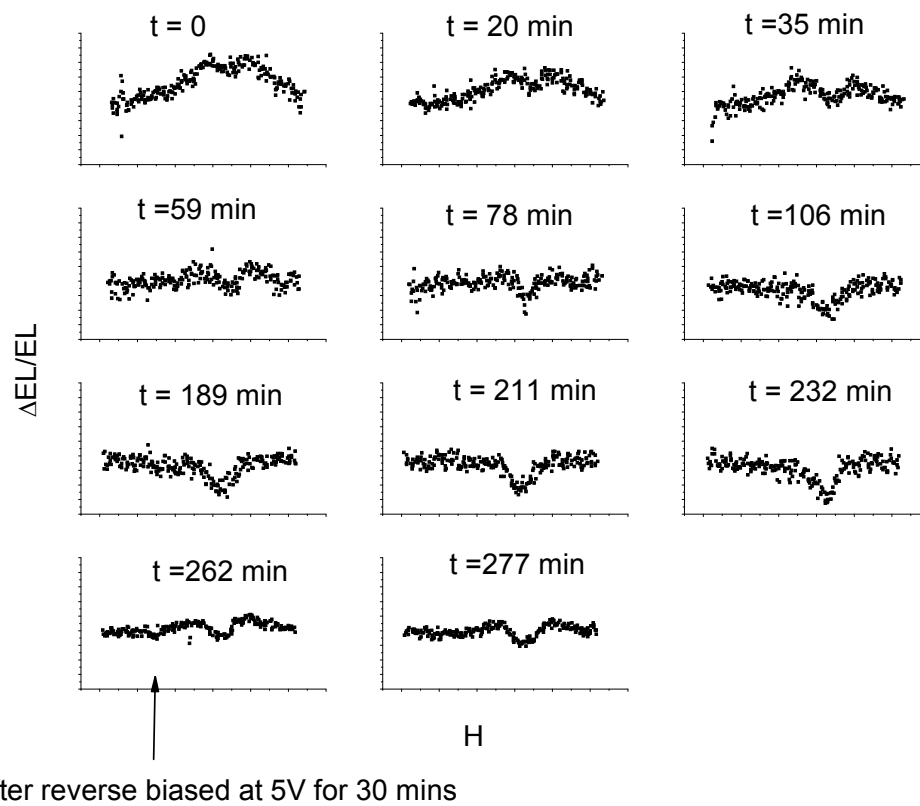 t = 0
t = 20 min
t =35 min
t =59 min
t = 78 min
t =106 min
ΔEL/EL
t = 189 min
t = 211 min
t = 232 min
t =262 min
t =277 min
H
ter reverse biased at 5V for 30 mins